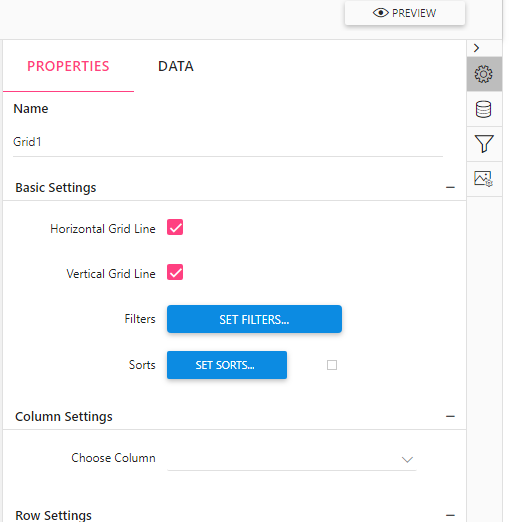 PREVIEW
PROPERTIES DATA
Name
Grid1
Basic Settings
Horizontal Grid Line
Vertical Grid Line
Filters SET FILTERS...
Sorts SET SORTS...
Column Settings
Choose Column
Row Settings